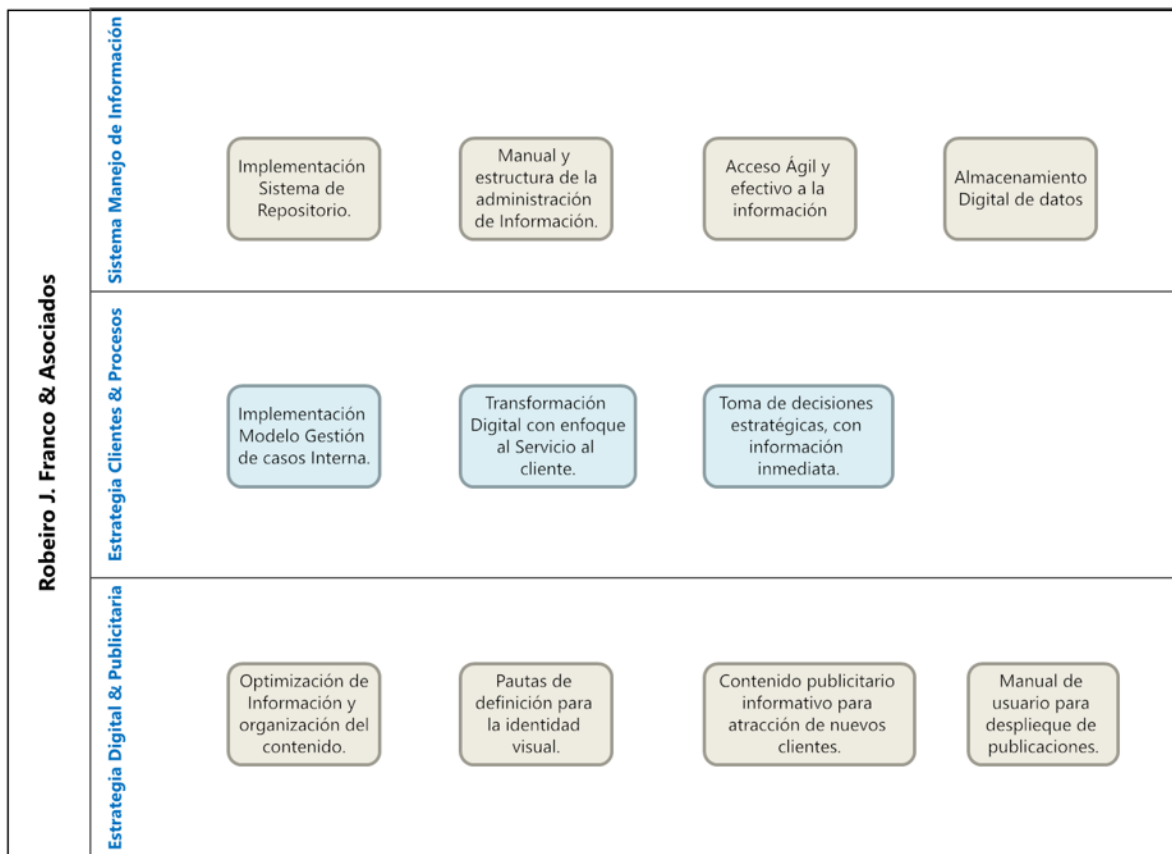 Robeiro J. Franco & Asociados
Sistema Manejo de Información
Implementación
Sistema de
Repositorio.
Manual y
estructura de la
administración
de Información.
Acceso Ágil y
efectivo a la
información
Almacenamiento
Digital de datos
Estrategia Clientes & Procesos
Implementación
Modelo Gestión
de casos Interna.
Transformación
Digital con enfoque
al Servicio al
cliente.
Toma de decisiones
estratégicas, con
información
inmediata.
Estrategia Digital & Publicitaria
Optimización de
Información y
organización del
contenido.
Pautas de
definición para
la identidad
visual.
Contenido publicitario
informativo para
atracción de nuevos
clientes.
Manual de
usuario para
desplieque de
publicaciones.